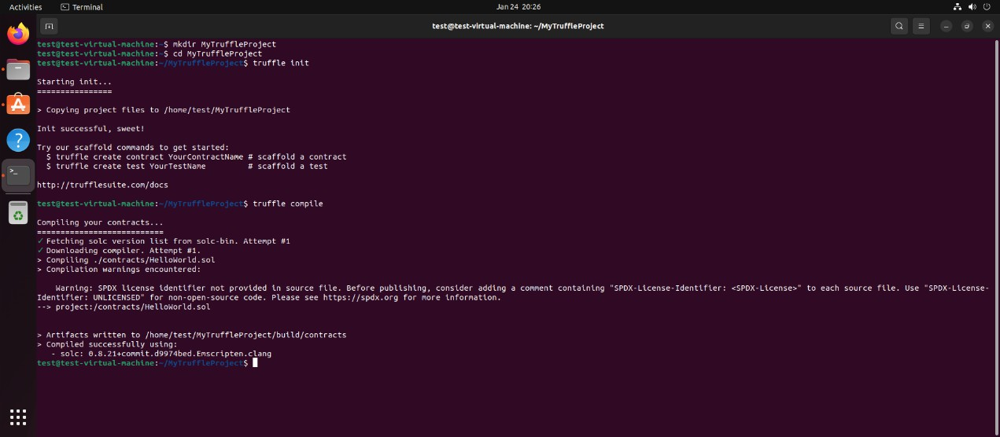 Activities
Terminal
Jan 24 20:26
test@test-virtual-machine: ~/MyTruffleProject
test@test-virtual-machine:~$ mkdir MyTruffleProject
test@test-virtual-machine:~$ cd MyTruffleProject
test@test-virtual-machine:~/MyTruffleProject$ truffle init
Starting init...
================
> Copying project files to /home/test/MyTruffleProject
Init successful, sweet!
Try our scaffold commands to get started:
$ truffle create contract YourContractName # scaffold a contract
$ truffle create test YourTestName # scaffold a test
http://trufflesuite.com/docs
test@test-virtual-machine:~/MyTruffleProject$ truffle compile
Compiling your contracts...
===========================
✓ Fetching solc version list from solc-bin. Attempt #1
✓ Downloading compiler. Attempt #1.
> Compiling ./contracts/HelloWorld.sol
> Compilation warnings encountered:
Warning: SPDX license identifier not provided in source file. Before publishing, consider adding a comment containing "SPDX-License-Identifier: <SPDX-License>" to each source file. Use "SPDX-License-
Identifier: UNLICENSED" for non-open-source code. Please see https://spdx.org for more information.
--> project:/contracts/HelloWorld.sol
> Artifacts written to /home/test/MyTruffleProject/build/contracts
> Compiled successfully using:
- solc: 0.8.21+commit.d9974bed.Emscripten.clang
test@test-virtual-machine:~/MyTruffleProject$